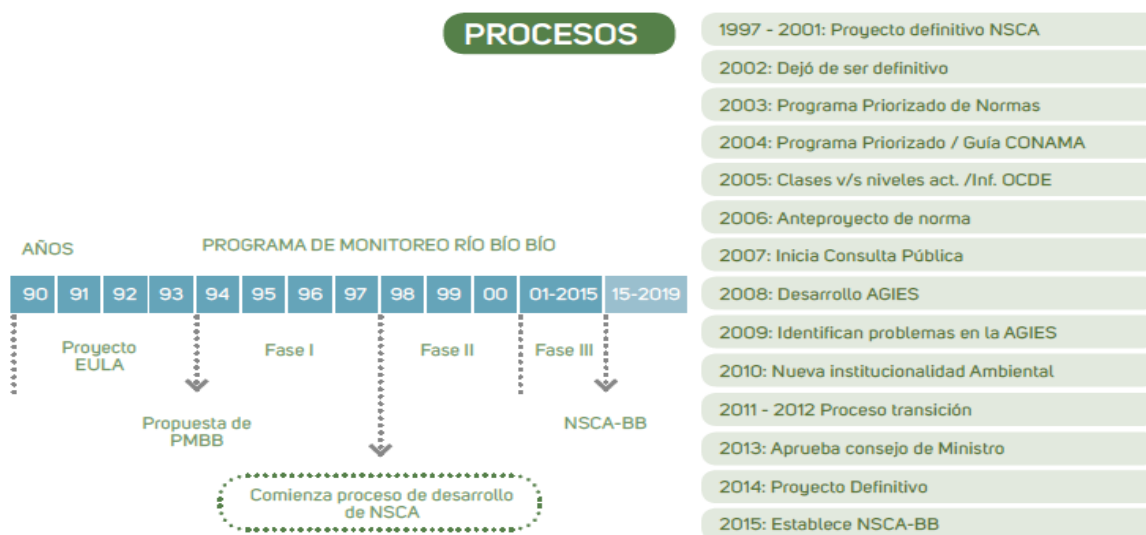 PROCESOS
AÑOS
PROGRAMA DE MONITOREO RÍO BÍO BÍO
90 91 92 93 94 95 96 97 98 99 00 01-2015 15-2019
Proyecto
EULA
Fase I
Fase II
Fase III
Propuesta de
PMBB
NSCA-BB
Comienza proceso de desarrollo
de NSCA
1997 - 2001: Proyecto definitivo NSCA
2002: Dejó de ser definitivo
2003: Programa Priorizado de Normas
2004: Programa Priorizado / Guía CONAMA
2005: Clases v/s niveles act. /Inf. OCDE
2006: Anteproyecto de norma
2007: Inicia Consulta Pública
2008: Desarrollo AGIES
2009: Identifican problemas en la AGIES
2010: Nueva institucionalidad Ambiental
2011 - 2012 Proceso transición
2013: Aprueba consejo de Ministro
2014: Proyecto Definitivo
2015: Establece NSCA-BB